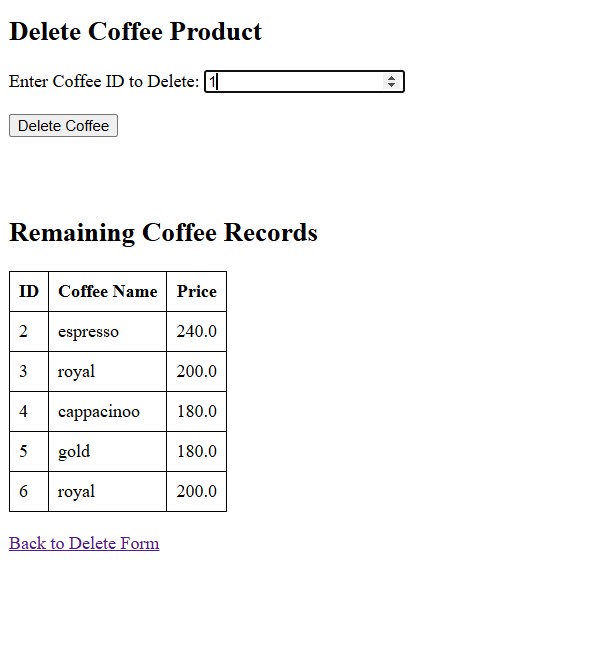 Delete Coffee Product
Enter Coffee ID to Delete: 1
Delete Coffee
Remaining Coffee Records
ID Coffee Name Price
2 espresso 240.0
3 royal 200.0
4 cappacinoo 180.0
5 gold 180.0
6 royal 200.0
Back to Delete Form